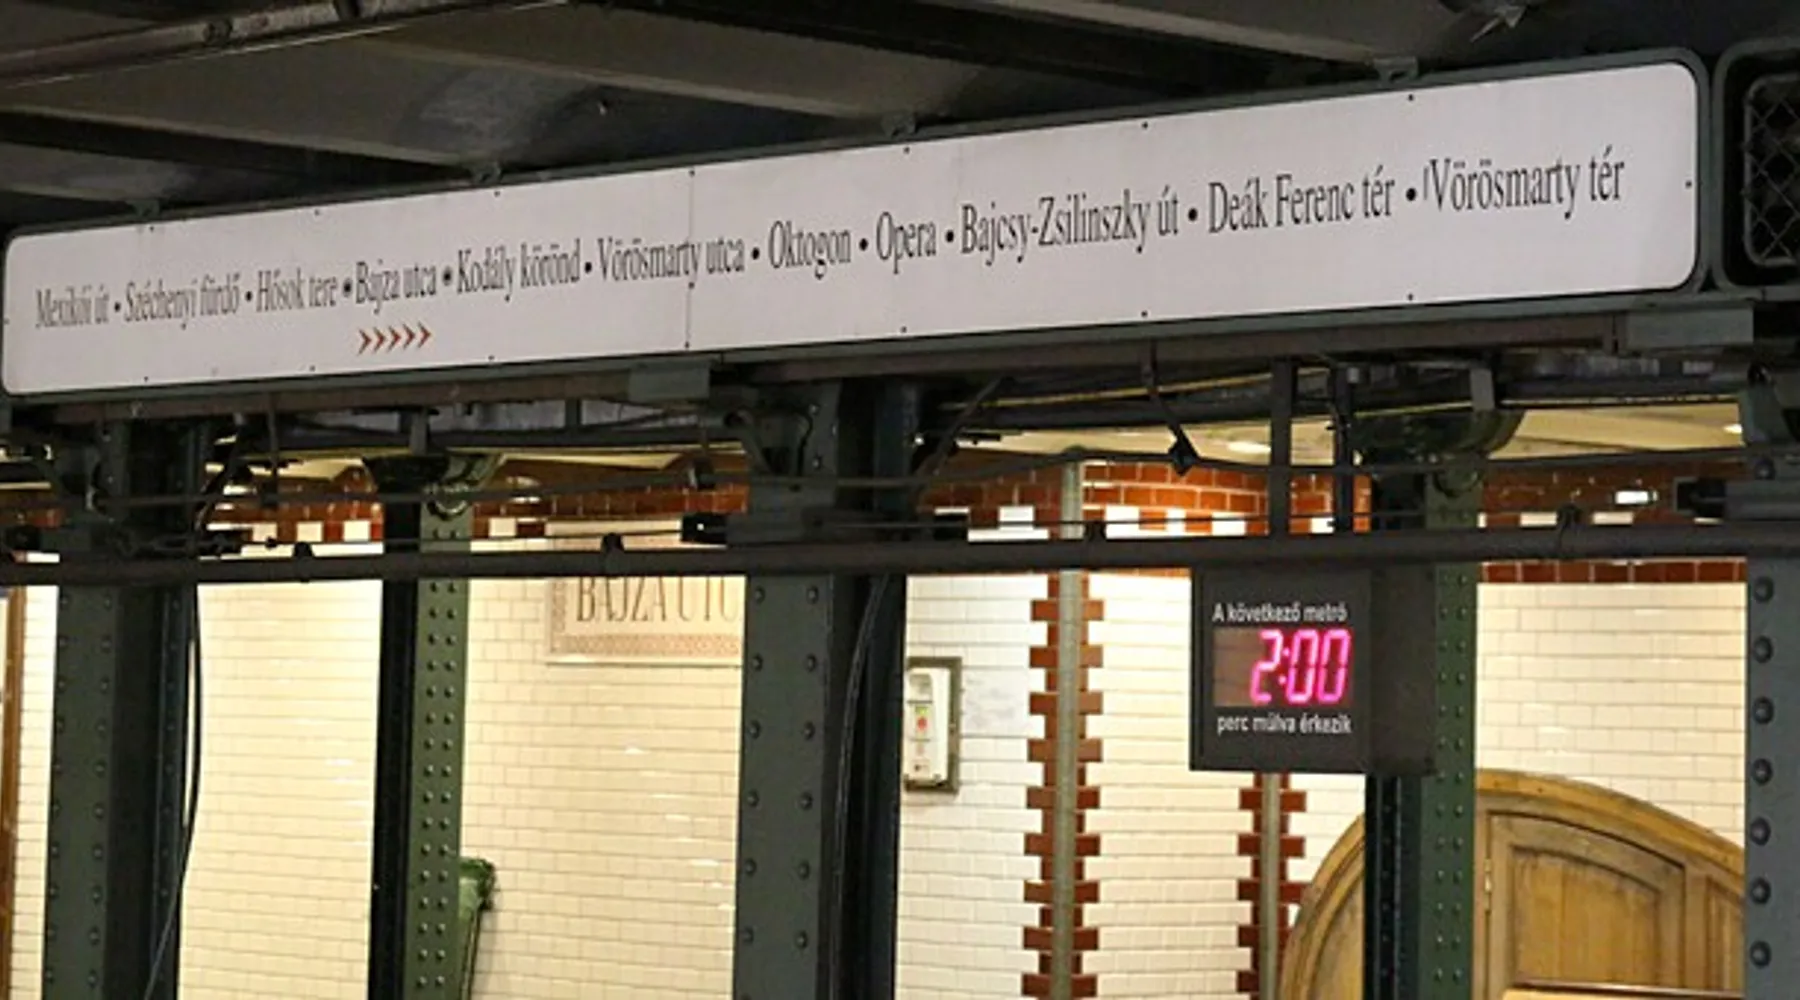 Mexikói út • Széchenyi fürdő • Hősök tere • Bajza utca • Kodály körönd • Vörösmarty utca • Oktogon • Opera • Bajcsy-Zsilinszky út • Deák Ferenc tér • Vörösmarty tér
>>>>>
BAJZA UTC
A következő metró
2:00
perc múlva érkezik